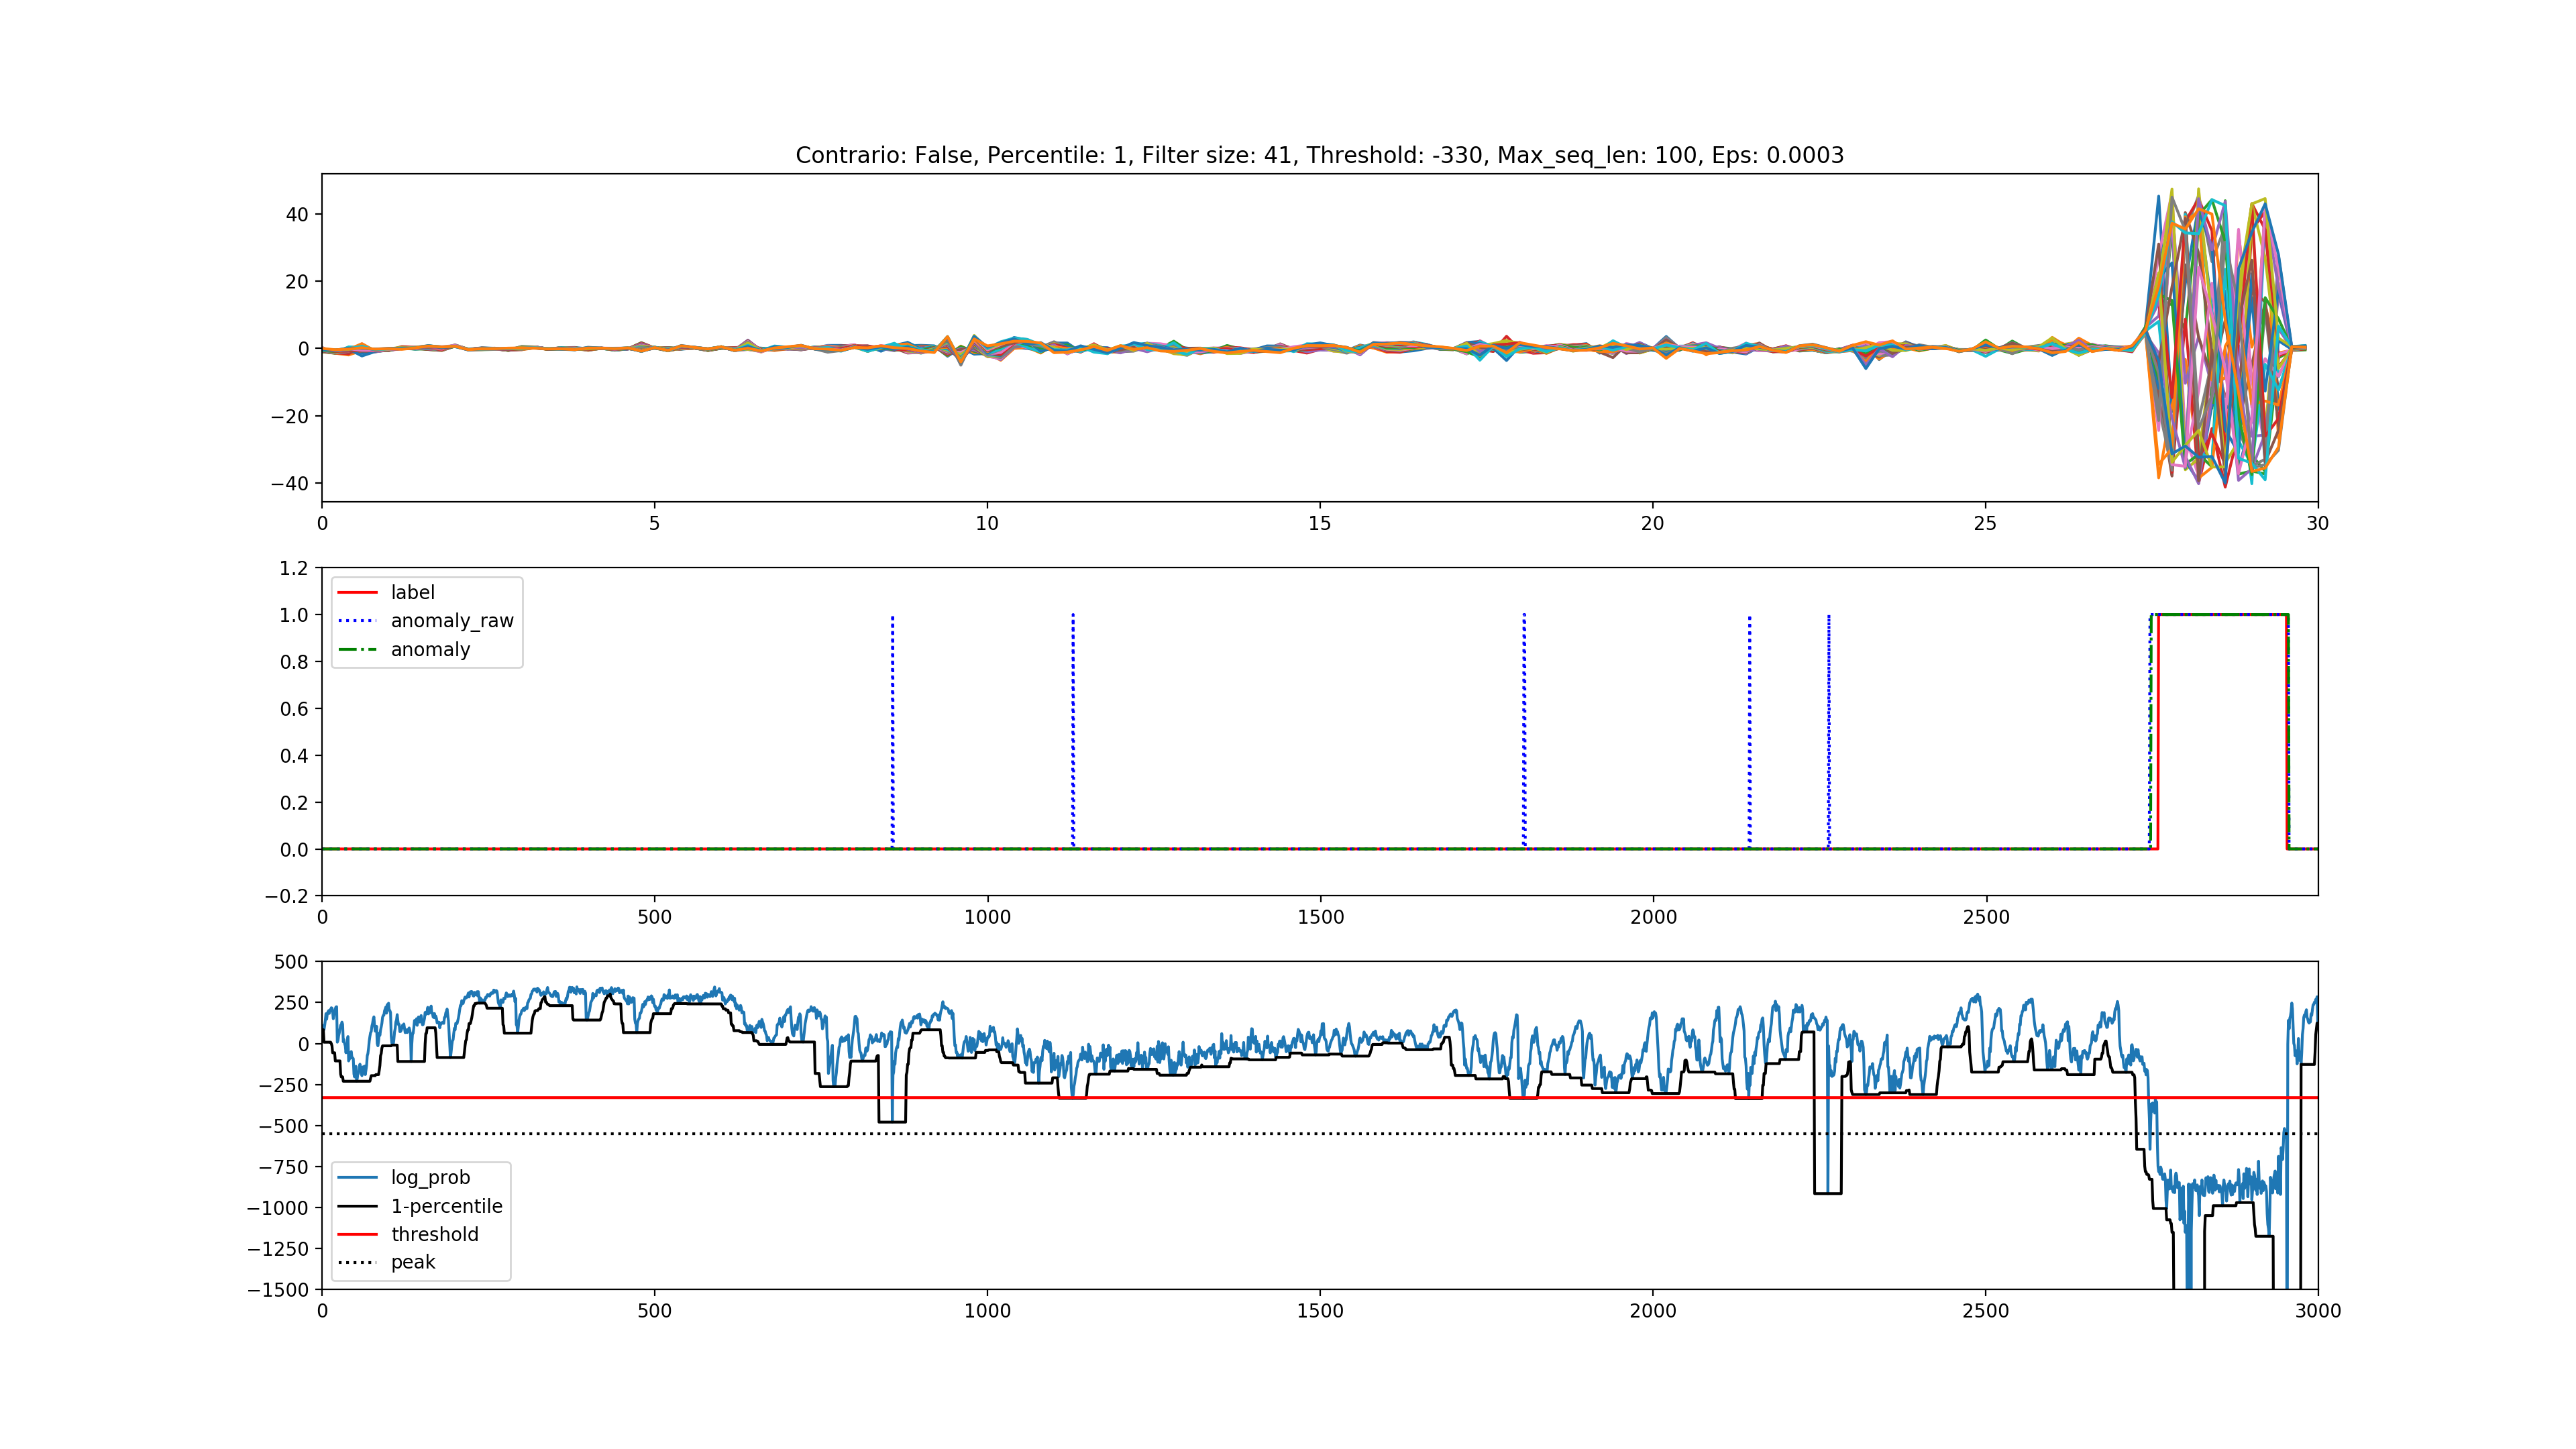 Contrario: False, Percentile: 1, Filter size: 41, Threshold: -330, Max_seq_len: 100, Eps: 0.0003
40
20
0
−20
−40
0 5 10 15 20 25 30
1.2
1.0
0.8
0.6
0.4
0.2
0.0
−0.2
label
anomaly_raw
anomaly
0 500 1000 1500 2000 2500
500
250
0
−250
−500
−750
−1000
−1250
−1500
log_prob
1-percentile
threshold
peak
0 500 1000 1500 2000 2500 3000